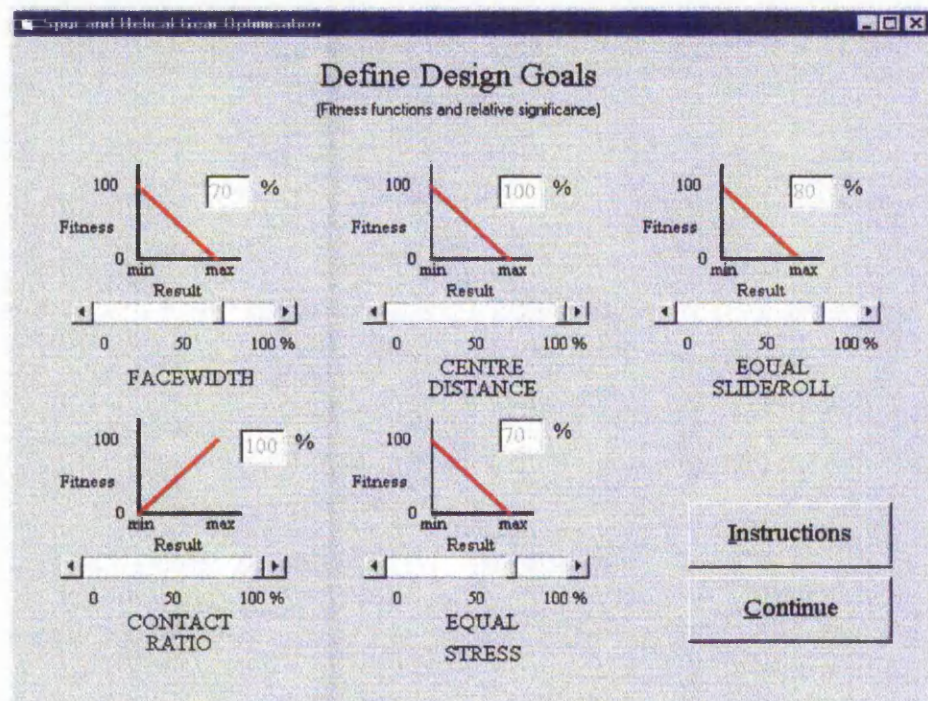 Spur and Helical Gear Optimisation
Define Design Goals
(Fitness functions and relative significance)
100
Fitness
0
70
%
min
max
Result
0
50
100 %
FACEWIDTH
100
Fitness
0
100
%
min
max
Result
0
50
100 %
CENTRE
DISTANCE
100
Fitness
0
80
%
min
max
Result
0
50
100 %
EQUAL
SLIDE/ROLL
100
Fitness
0
100
%
min
max
Result
0
50
100 %
CONTACT
RATIO
100
Fitness
0
70
%
min
max
Result
0
50
100 %
EQUAL
STRESS
Instructions
Continue